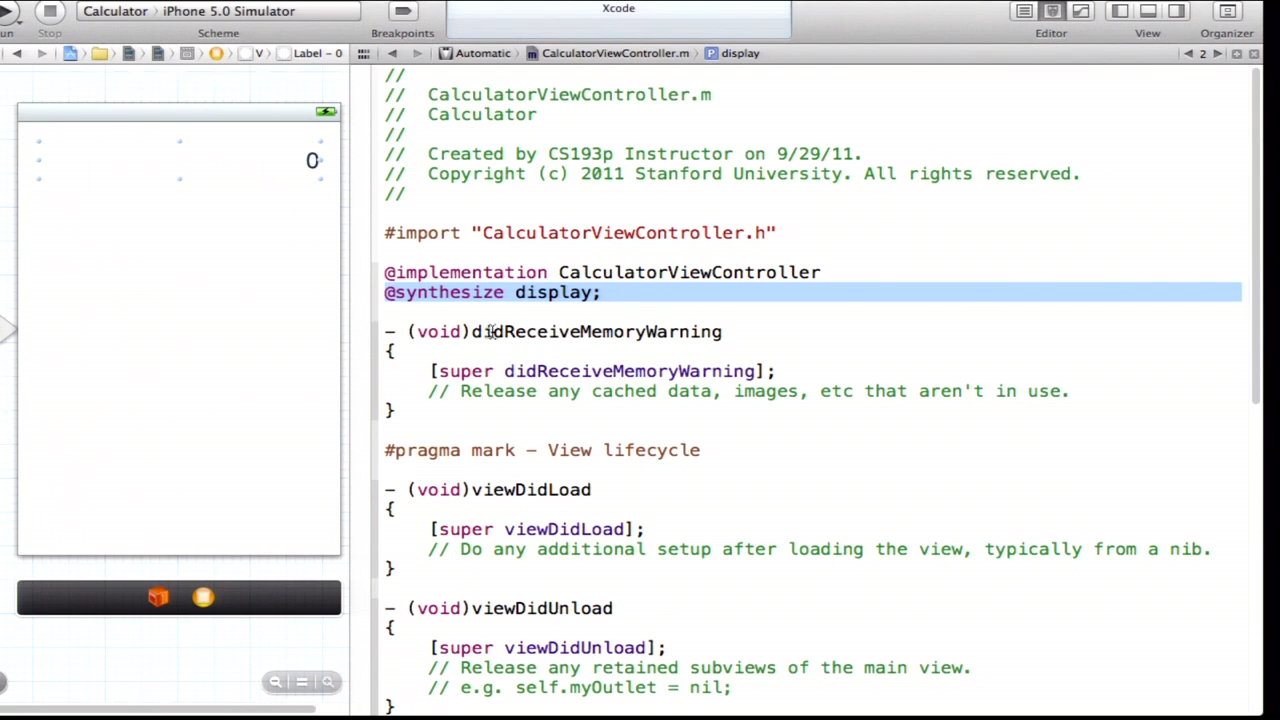 Xcode
Calculator › iPhone 5.0 Simulator
un Stop Scheme Breakpoints Editor View Organizer
V Label – 0 Automatic › CalculatorViewController.m › display 2
//
// CalculatorViewController.m
// Calculator
//
// Created by CS193p Instructor on 9/29/11.
// Copyright (c) 2011 Stanford University. All rights reserved.
//
#import "CalculatorViewController.h"
@implementation CalculatorViewController
@synthesize display;
- (void)didReceiveMemoryWarning
{
[super didReceiveMemoryWarning];
// Release any cached data, images, etc that aren't in use.
}
#pragma mark - View lifecycle
- (void)viewDidLoad
{
[super viewDidLoad];
// Do any additional setup after loading the view, typically from a nib.
}
- (void)viewDidUnload
{
[super viewDidUnload];
// Release any retained subviews of the main view.
// e.g. self.myOutlet = nil;
}
0